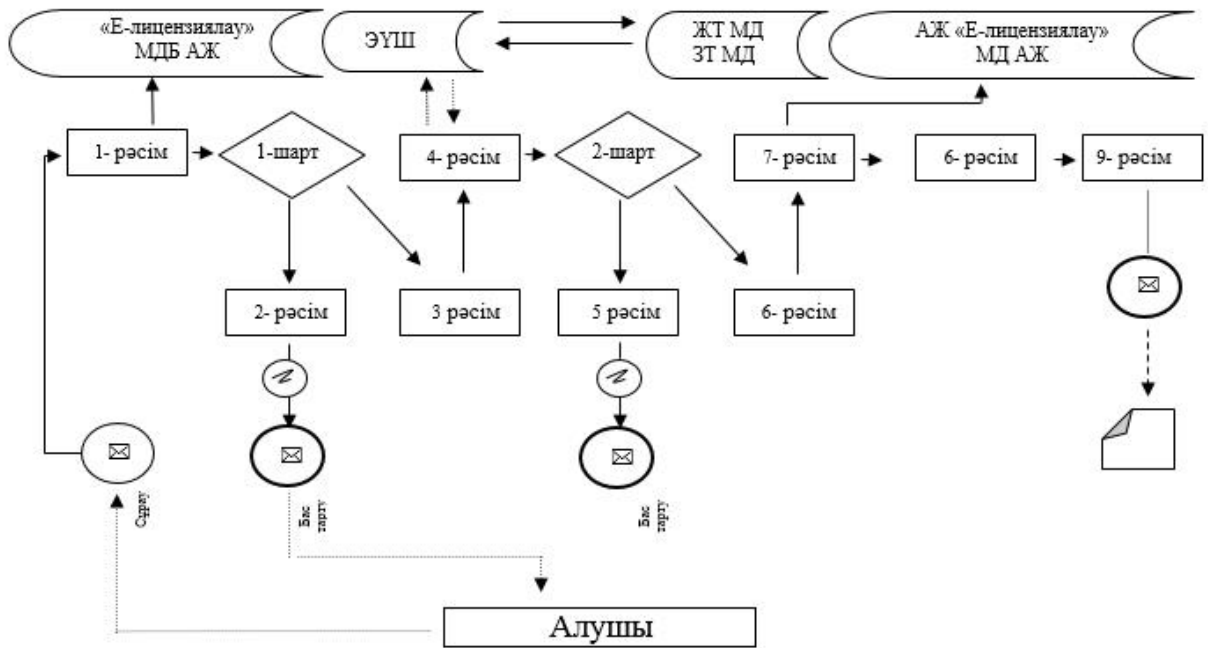 «Е-лицензиялау»
МДБ АЖ
ЭҮШ
ЖТ МД
ЗТ МД
АЖ «Е-лицензиялау»
МД АЖ
1- рәсім
1-шарт
4- рәсім
2-шарт
7- рәсім
6- рәсім
9- рәсім
2- рәсім
3 рәсім
5 рәсім
6- рәсім
Сұрау
Бас
тарту
Бас
тарту
Алушы